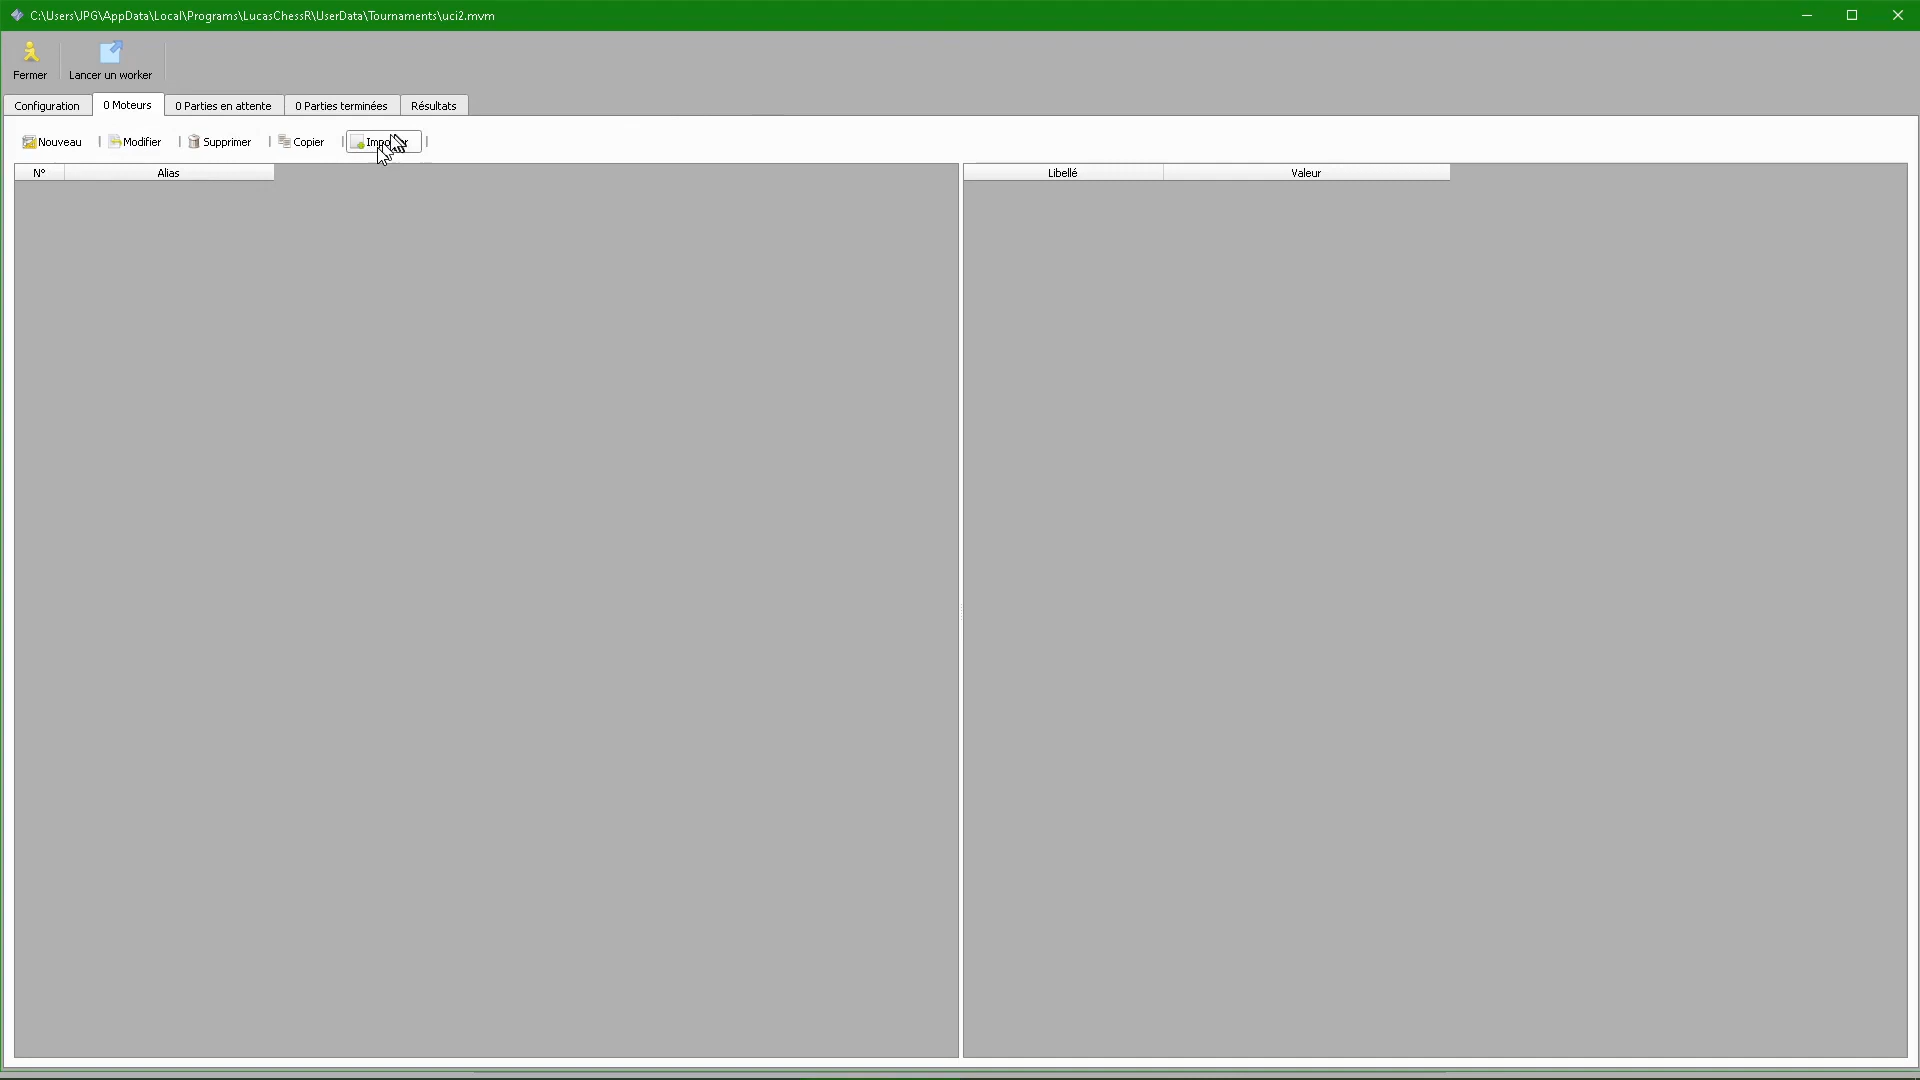 C:\Users\JPG\AppData\Local\Programs\LucasChessR\UserData\Tournaments\uci2.mvm
Fermer
Lancer un worker
Configuration
0 Moteurs
0 Parties en attente
0 Parties terminées
Résultats
Nouveau
Modifier
Supprimer
Copier
N°
Alias
Libellé
Valeur